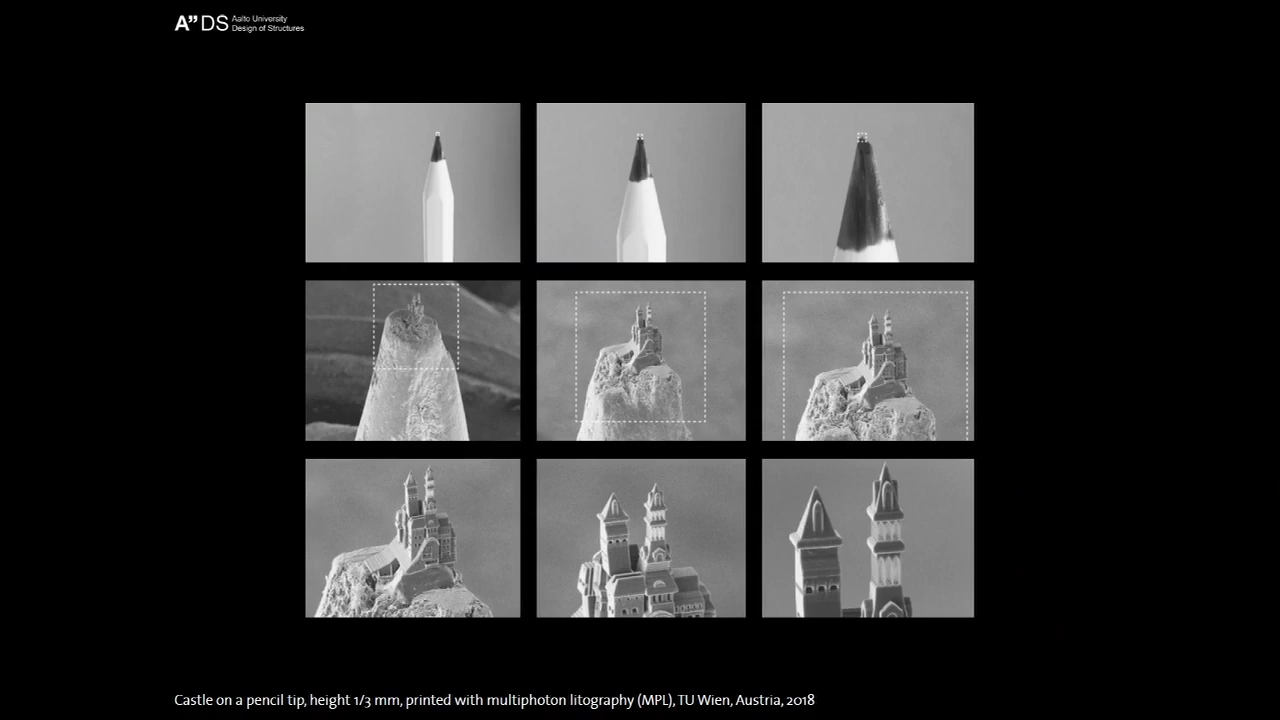 A” DS Aalto University
Design of Structures
Castle on a pencil tip, height 1/3 mm, printed with multiphoton litography (MPL), TU Wien, Austria, 2018